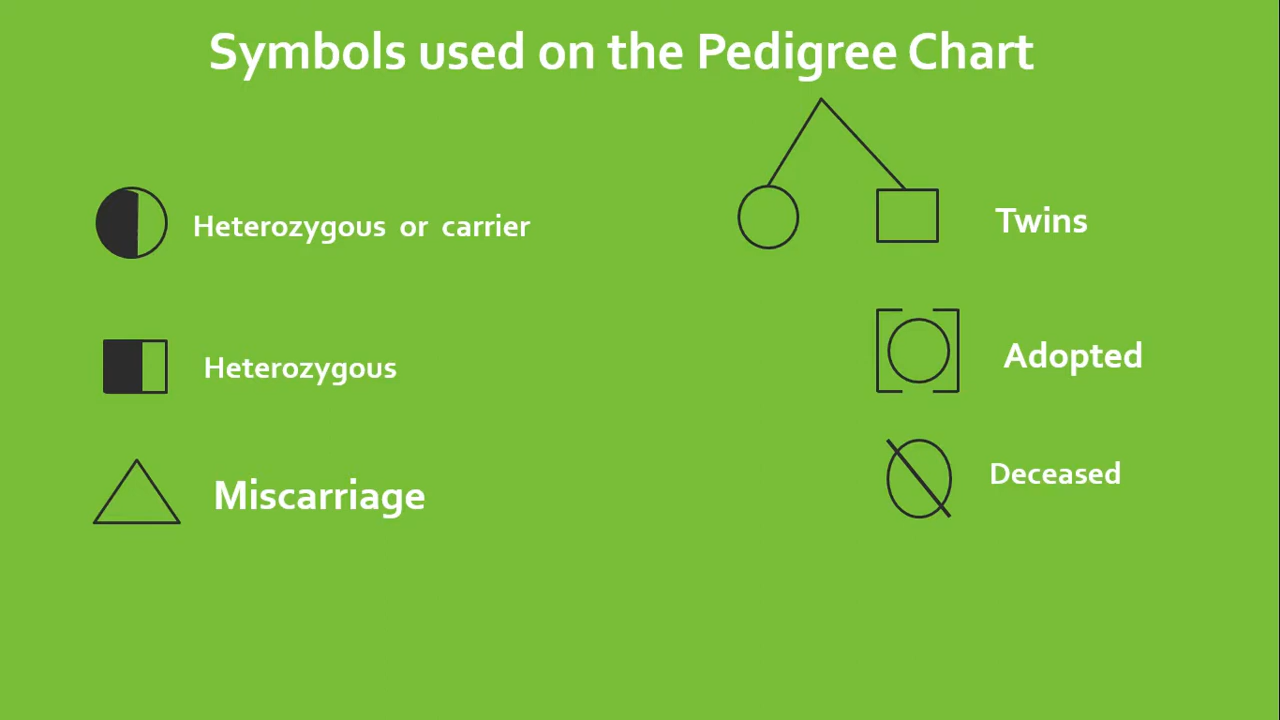 Symbols used on the Pedigree Chart
Heterozygous or carrier
Twins
Heterozygous
Adopted
Miscarriage
Deceased